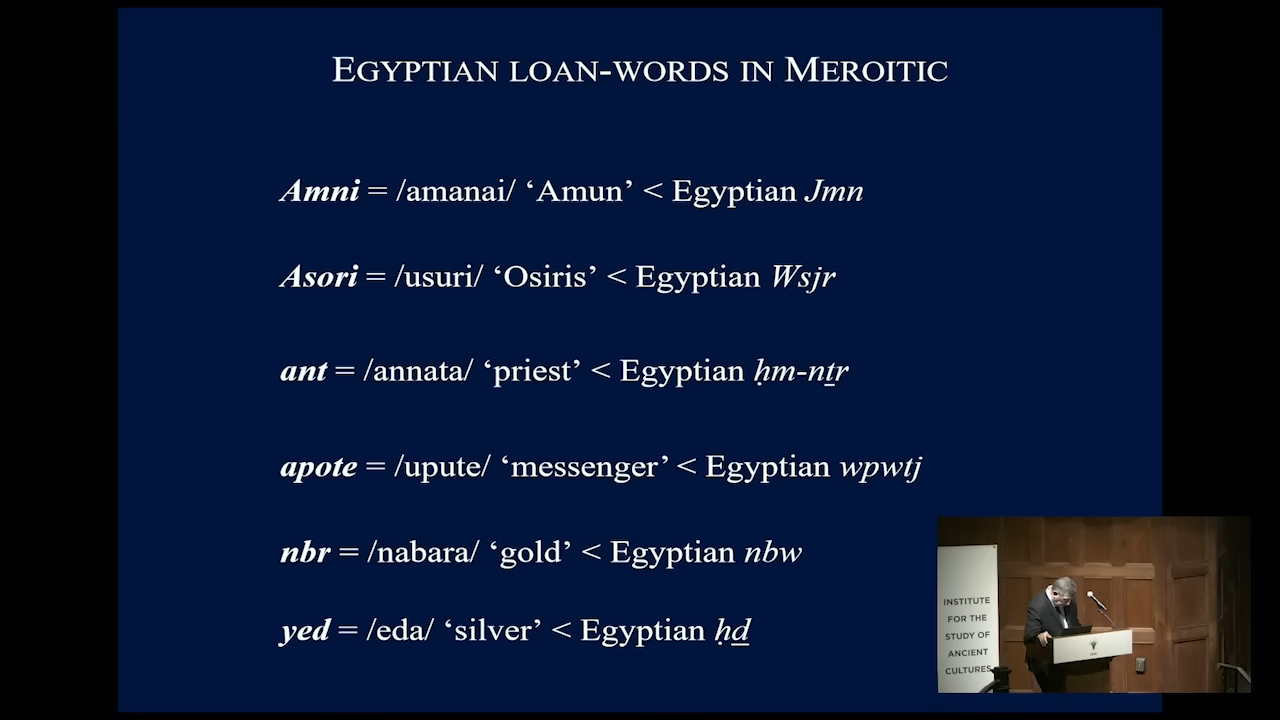 EGYPTIAN LOAN-WORDS IN MEROITIC
Amni = /amanai/ ‘Amun’ < Egyptian Jmn
Asori = /usuri/ ‘Osiris’ < Egyptian Wsjr
ant = /annata/ ‘priest’ < Egyptian ḥm-nṯr
apote = /upute/ ‘messenger’ < Egyptian wpwtj
nbr = /nabara/ ‘gold’ < Egyptian nbw
yed = /eda/ ‘silver’ < Egyptian ḥḏ
INSTITUTE
FOR THE
STUDY OF
ANCIENT
CULTURES